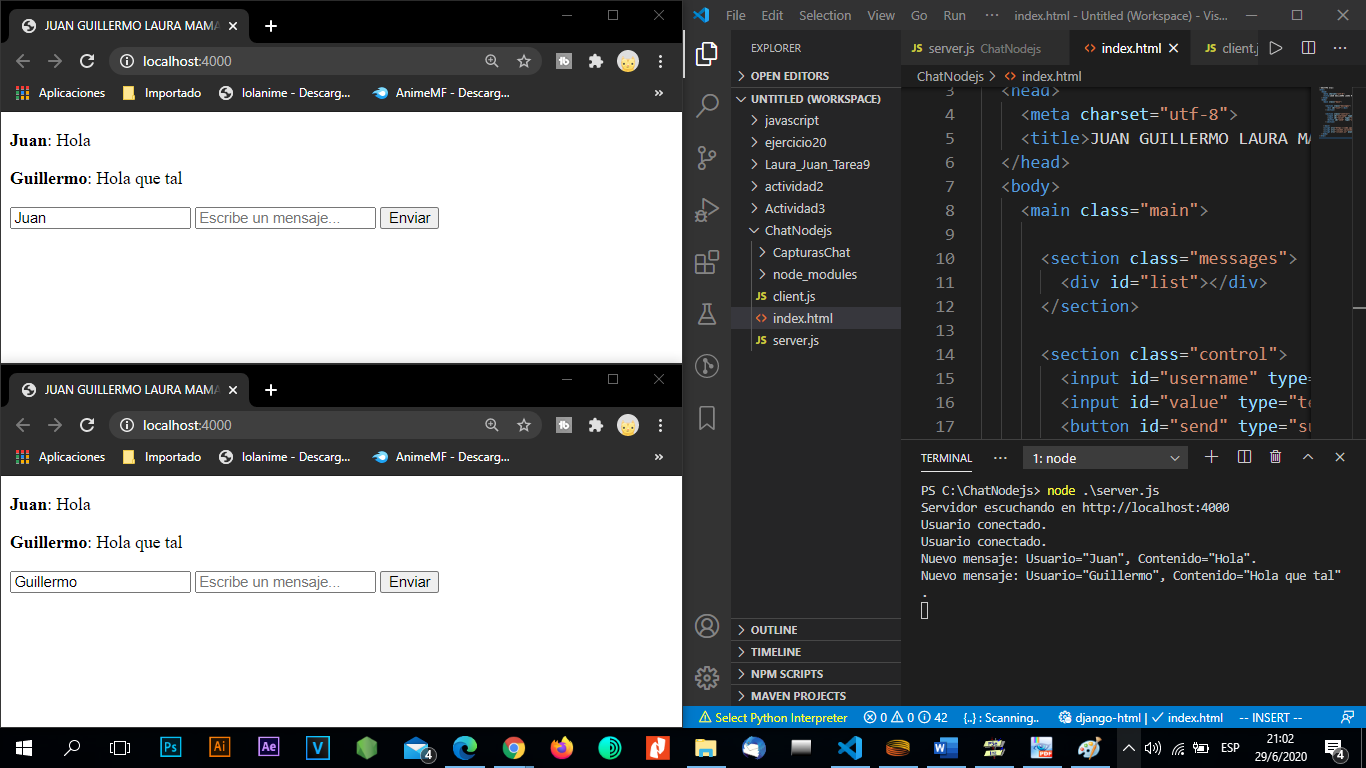 JUAN GUILLERMO LAURA MAMA
localhost:4000
Aplicaciones Importado Iolanime - Descarg... AnimeMF - Descarg... »
Juan: Hola
Guillermo: Hola que tal
Juan Escribe un mensaje... Enviar
JUAN GUILLERMO LAURA MAMA
localhost:4000
Aplicaciones Importado Iolanime - Descarg... AnimeMF - Descarg... »
Juan: Hola
Guillermo: Hola que tal
Guillermo Escribe un mensaje... Enviar
File Edit Selection View Go Run ··· index.html - Untitled (Workspace) - Vis...
EXPLORER
OPEN EDITORS
UNTITLED (WORKSPACE)
javascript
ejercicio20
Laura_Juan_Tarea9
actividad2
Actividad3
ChatNodejs
CapturasChat
node_modules
JS client.js
<> index.html
JS server.js
OUTLINE
TIMELINE
NPM SCRIPTS
MAVEN PROJECTS
JS server.js ChatNodejs <> index.html JS client.j
ChatNodejs > <> index.html
3 <head>
4 <meta charset="utf-8">
5 <title>JUAN GUILLERMO LAURA MA
6 </head>
7 <body>
8 <main class="main">
9
10 <section class="messages">
11 <div id="list"></div>
12 </section>
13
14 <section class="control">
15 <input id="username" type=
16 <input id="value" type="te
17 <button id="send" type="su
TERMINAL ··· 1: node
PS C:\ChatNodejs> node .\server.js
Servidor escuchando en http://localhost:4000
Usuario conectado.
Usuario conectado.
Nuevo mensaje: Usuario="Juan", Contenido="Hola".
Nuevo mensaje: Usuario="Guillermo", Contenido="Hola que tal"
.
Select Python Interpreter 0 0 42 {..} : Scanning.. django-html | ✓ index.html -- INSERT --
Ps Ai Ae V 4 ESP 21:02
29/6/2020 4